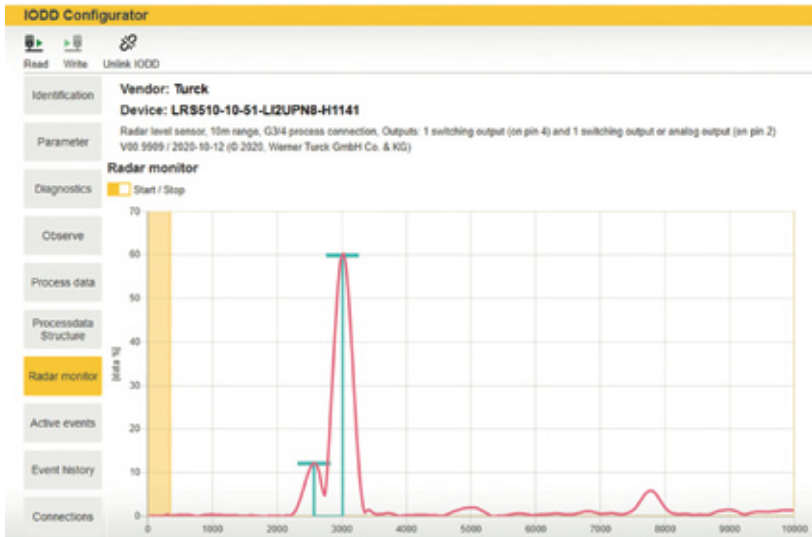 IODD Configurator
Read Write Unlink IODD
Identification
Parameter
Diagnostics
Observe
Process data
Processdata
Structure
Radar monitor
Active events
Event history
Connections
Vendor: Turck
Device: LRS510-10-51-LI2UPN8-H1141
Radar level sensor, 10m range, G3/4 process connection, Outputs: 1 switching output (on pin 4) and 1 switching output or analog output (on pin 2)
V00.9909 / 2020-10-12 (© 2020, Werner Turck GmbH Co. & KG)
Radar monitor
Start / Stop
[data %]
70
60
50
40
30
20
10
0
0 1000 2000 3000 4000 5000 6000 7000 8000 9000 10000